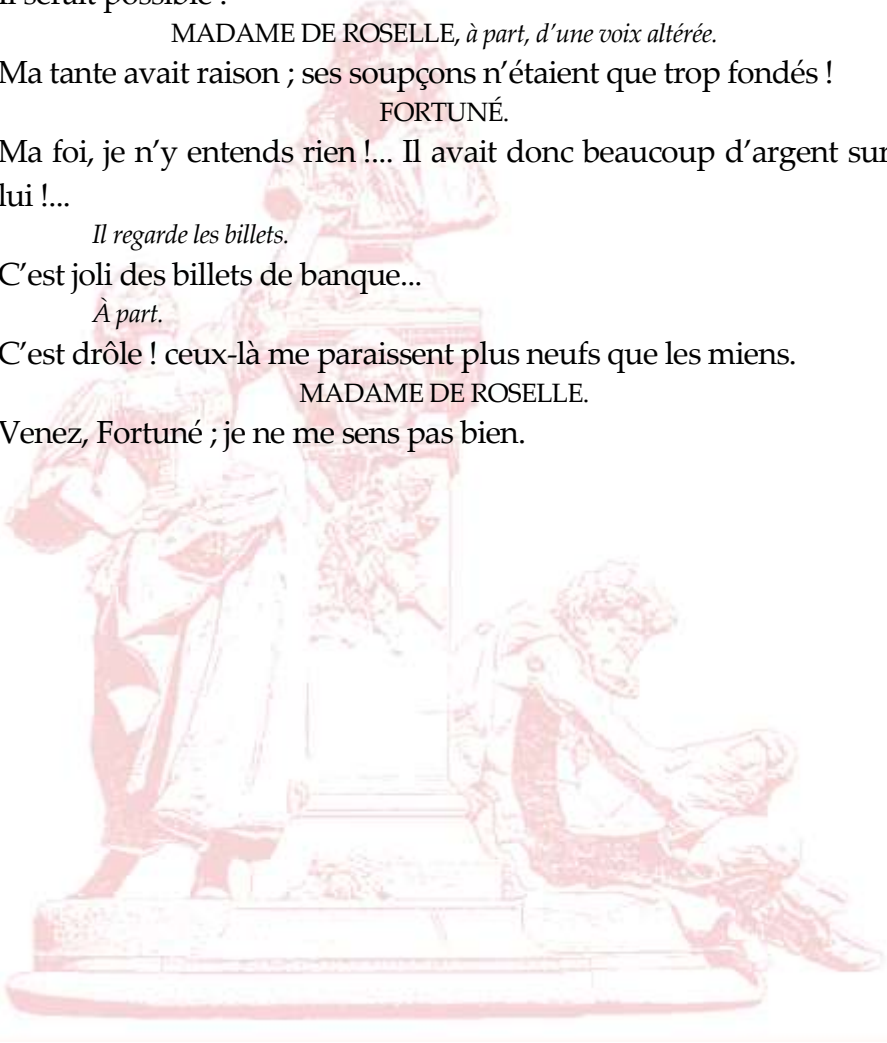 Il serait possible !
MADAME DE ROSELLE, à part, d’une voix altérée.
Ma tante avait raison ; ses soupçons n’étaient que trop fondés !
FORTUNÉ.
Ma foi, je n’y entends rien !... Il avait donc beaucoup d’argent sur
lui !...
Il regarde les billets.
C’est joli des billets de banque...
À part.
C’est drôle ! ceux-là me paraissent plus neufs que les miens.
MADAME DE ROSELLE.
Venez, Fortuné ; je ne me sens pas bien.